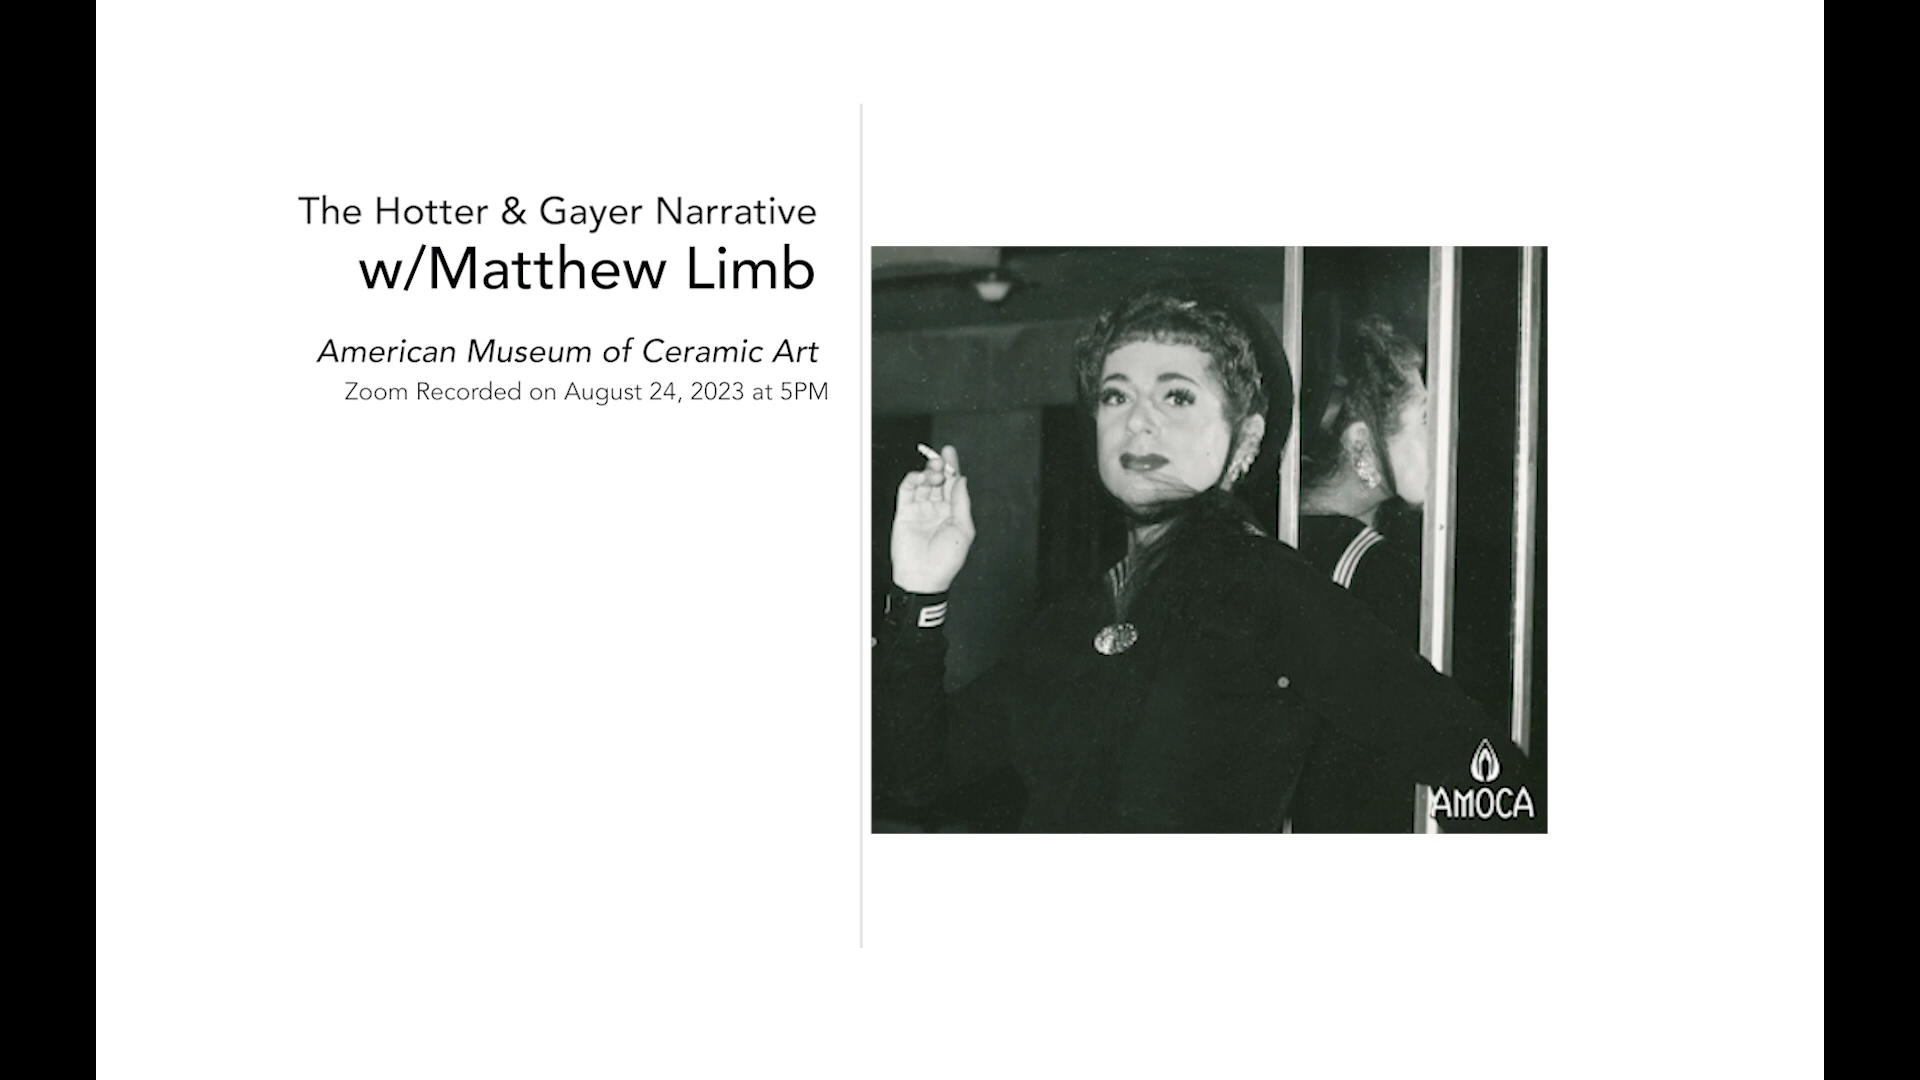 The Hotter & Gayer Narrative
w/Matthew Limb
American Museum of Ceramic Art
Zoom Recorded on August 24, 2023 at 5PM
AMOCA